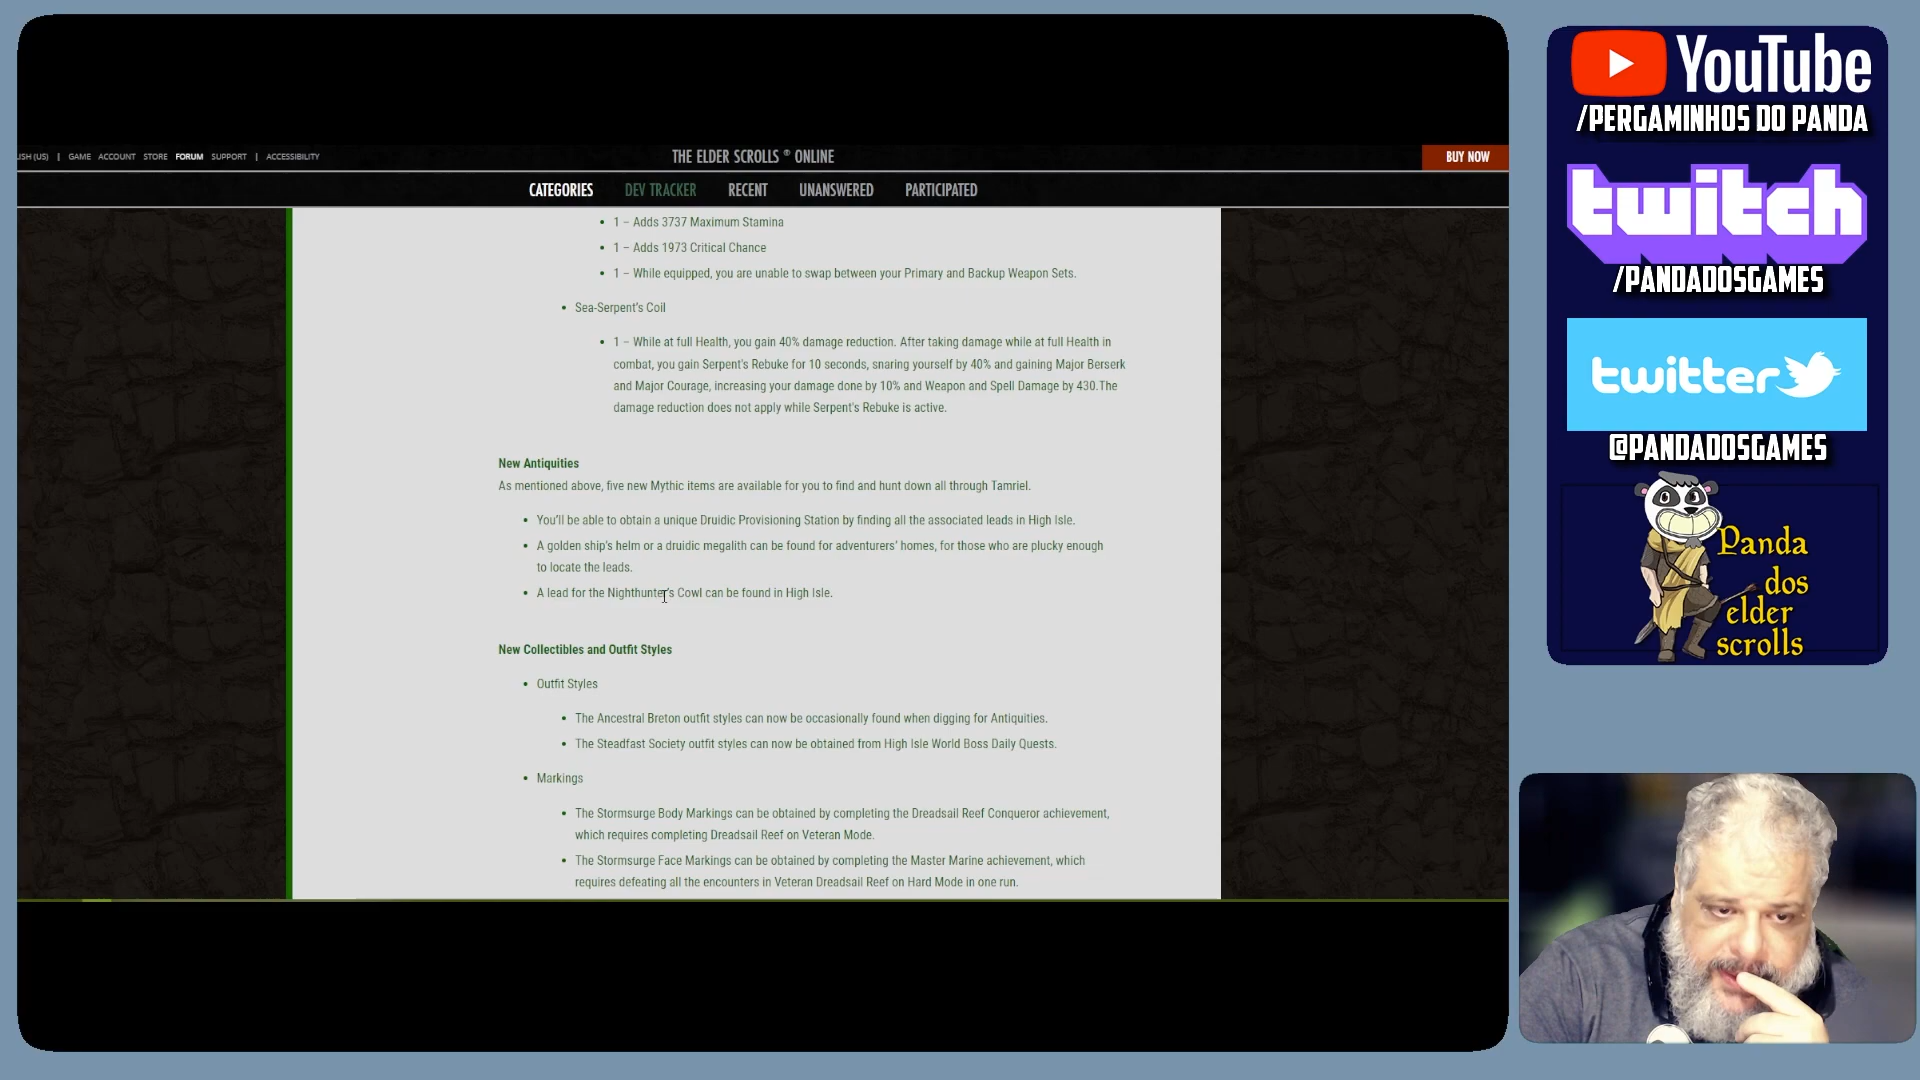 USH (US) | GAME ACCOUNT STORE FORUM SUPPORT | ACCESSIBILITY
THE ELDER SCROLLS ® ONLINE
BUY NOW
CATEGORIES DEV TRACKER RECENT UNANSWERED PARTICIPATED
• 1 – Adds 3737 Maximum Stamina
• 1 – Adds 1973 Critical Chance
• 1 – While equipped, you are unable to swap between your Primary and Backup Weapon Sets.
• Sea-Serpent's Coil
• 1 – While at full Health, you gain 40% damage reduction. After taking damage while at full Health in
combat, you gain Serpent's Rebuke for 10 seconds, snaring yourself by 40% and gaining Major Berserk
and Major Courage, increasing your damage done by 10% and Weapon and Spell Damage by 430.The
damage reduction does not apply while Serpent's Rebuke is active.
New Antiquities
As mentioned above, five new Mythic items are available for you to find and hunt down all through Tamriel.
• You'll be able to obtain a unique Druidic Provisioning Station by finding all the associated leads in High Isle.
• A golden ship's helm or a druidic megalith can be found for adventurers' homes, for those who are plucky enough
to locate the leads.
• A lead for the Nighthunter's Cowl can be found in High Isle.
New Collectibles and Outfit Styles
• Outfit Styles
• The Ancestral Breton outfit styles can now be occasionally found when digging for Antiquities.
• The Steadfast Society outfit styles can now be obtained from High Isle World Boss Daily Quests.
• Markings
• The Stormsurge Body Markings can be obtained by completing the Dreadsail Reef Conqueror achievement,
which requires completing Dreadsail Reef on Veteran Mode.
• The Stormsurge Face Markings can be obtained by completing the Master Marine achievement, which
requires defeating all the encounters in Veteran Dreadsail Reef on Hard Mode in one run.
YouTube
/PERGAMINHOS DO PANDA
twitch
/PANDADOSGAMES
twitter
@PANDADOSGAMES
Panda
dos
elder
scrolls